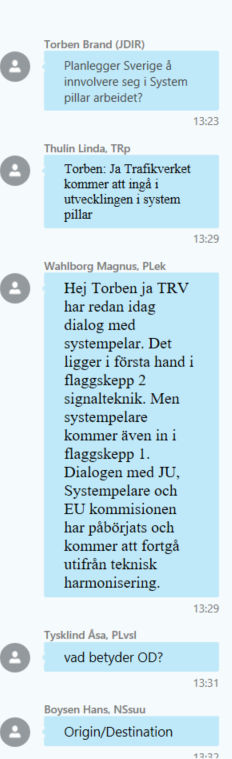 Torben Brand (JDIR)
Planlegger Sverige å
innvolvere seg i System
pillar arbeidet?
13:23
Thulin Linda, TRp
Torben: Ja Trafikverket
kommer att ingå i
utvecklingen i system
pillar
13:29
Wahlborg Magnus, PLek
Hej Torben ja TRV
har redan idag
dialog med
systempelar. Det
ligger i första hand i
flaggskepp 2
signalteknik. Men
systempelare
kommer även in i
flaggskepp 1.
Dialogen med JU,
Systempelare och
EU kommisionen
har påbörjats och
kommer att fortgå
utifrån teknisk
harmonisering.
13:29
Tysklind Åsa, PLvsl
vad betyder OD?
13:31
Boysen Hans, NSsuu
Origin/Destination
13:32